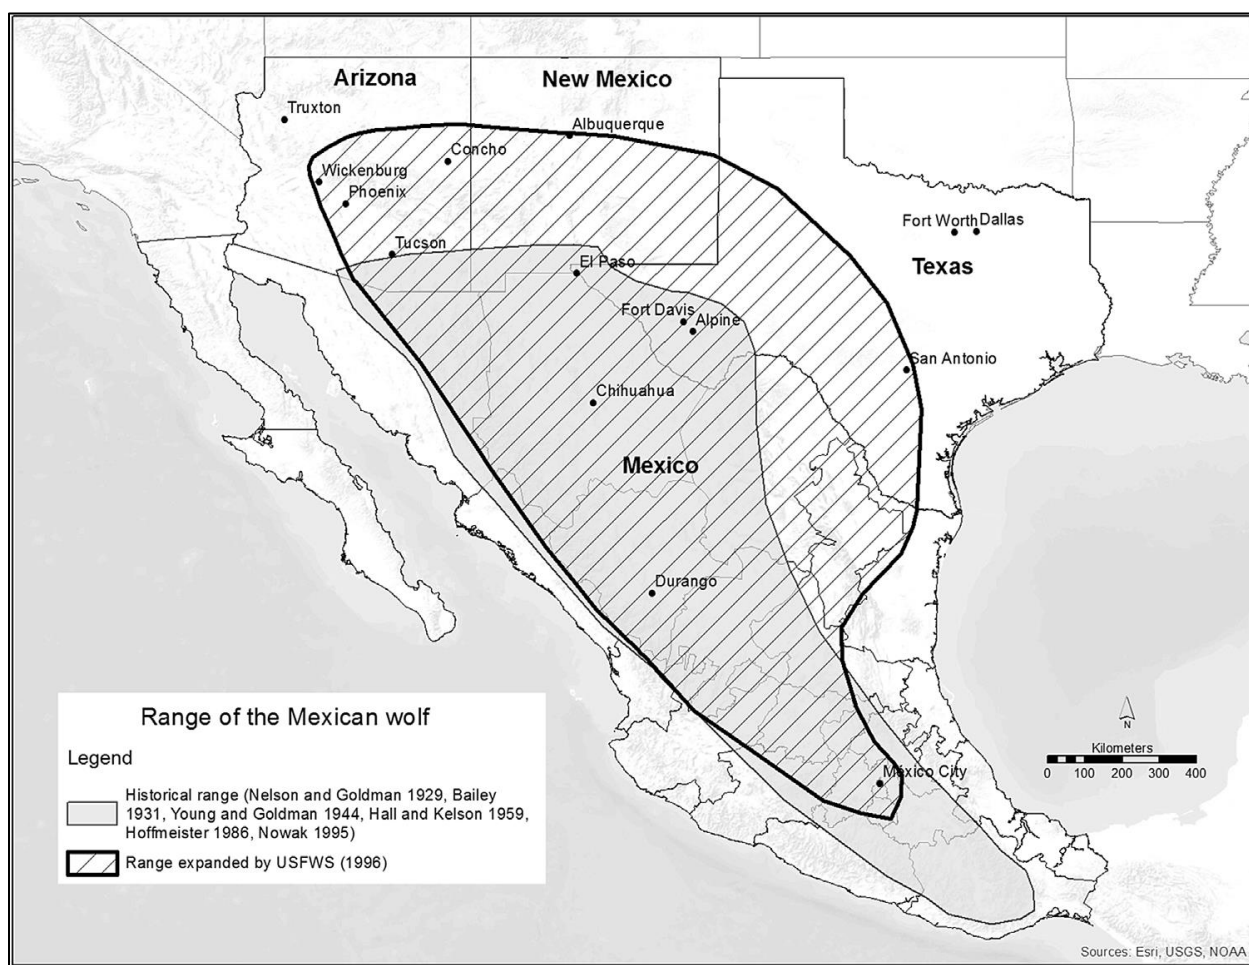 Arizona
New Mexico
Truxton
Albuquerque
Concho
Wickenburg
Phoenix
Fort Worth Dallas
Tucson
El Paso
Texas
Fort Davis
Alpine
San Antonio
Chihuahua
Mexico
Durango
Range of the Mexican wolf
Legend
Historical range (Nelson and Goldman 1929, Bailey
1931, Young and Goldman 1944, Hall and Kelson 1959,
Hoffmeister 1986, Nowak 1995)
Range expanded by USFWS (1996)
N
Kilometers
0 100 200 300 400
México City
Sources: Esri, USGS, NOAA